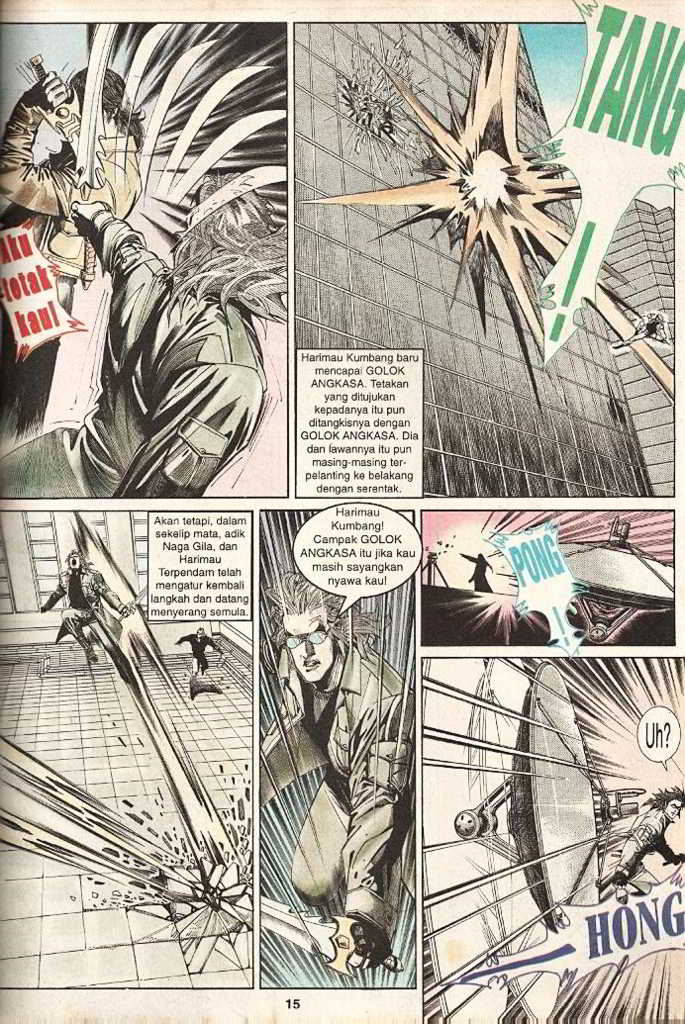 Aku
tetak
kau!
TANG
!
Harimau Kumbang baru
mencapai GOLOK
ANGKASA. Tetakan
yang ditujukan
kepadanya itu pun
ditangkisnya dengan
GOLOK ANGKASA. Dia
dan lawannya itu pun
masing-masing ter-
pelanting ke belakang
dengan serentak.
Akan tetapi, dalam
sekelip mata, adik
Naga Gila, dan
Harimau
Terpendam telah
mengatur kembali
langkah dan datang
menyerang semula.
Harimau
Kumbang!
Campak GOLOK
ANGKASA itu jika kau
masih sayangkan
nyawa kau!
PONG
!
Uh?
HONG
15